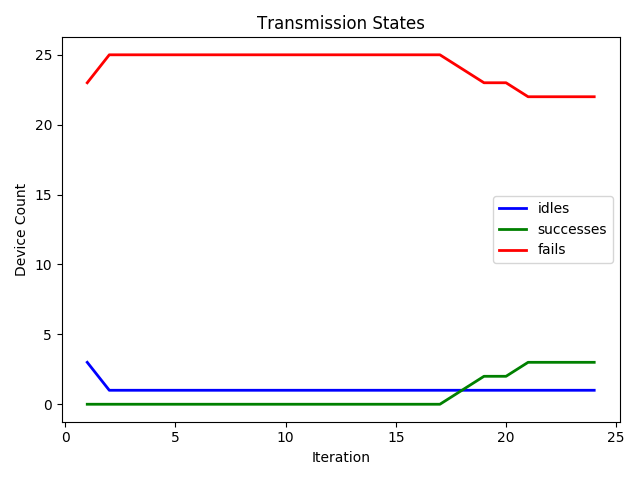 Transmission States
Device Count
25
20
15
10
5
0
idles
successes
fails
0 5 10 15 20 25
Iteration